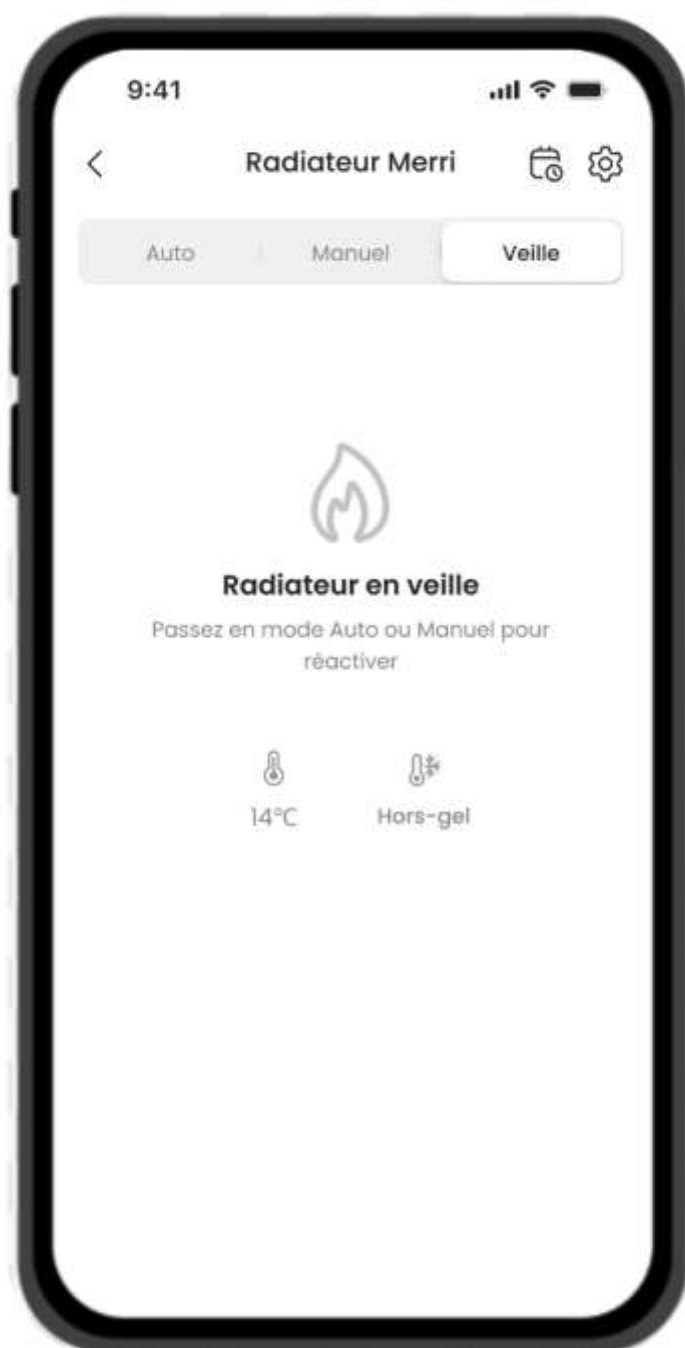 9:41
Radiateur Merri
Auto
Manuel
Veille
Radiateur en veille
Passez en mode Auto ou Manuel pour
réactiver
14°C
Hors-gel